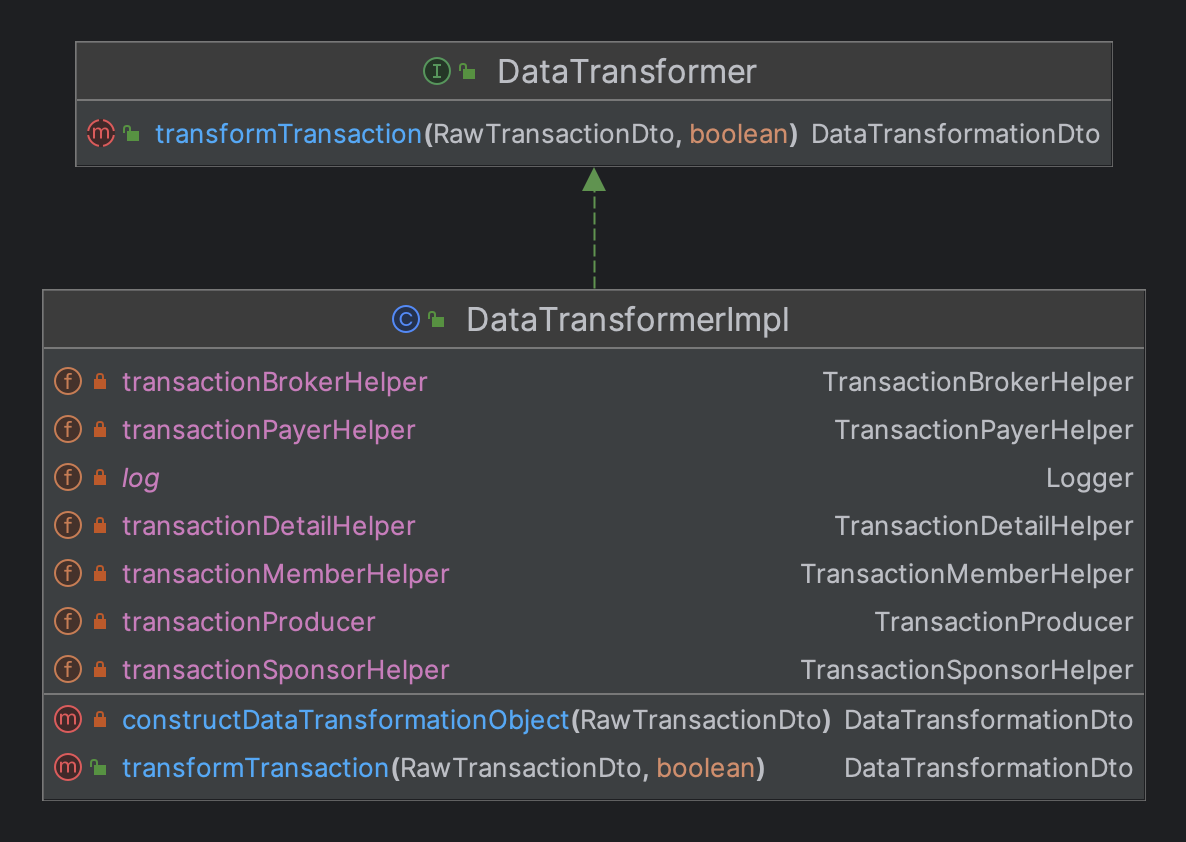 I DataTransformer
m transformTransaction(RawTransactionDto, boolean) DataTransformationDto
C DataTransformerImpl
f transactionBrokerHelper TransactionBrokerHelper
f transactionPayerHelper TransactionPayerHelper
f log Logger
f transactionDetailHelper TransactionDetailHelper
f transactionMemberHelper TransactionMemberHelper
f transactionProducer TransactionProducer
f transactionSponsorHelper TransactionSponsorHelper
m constructDataTransformationObject(RawTransactionDto) DataTransformationDto
m transformTransaction(RawTransactionDto, boolean) DataTransformationDto